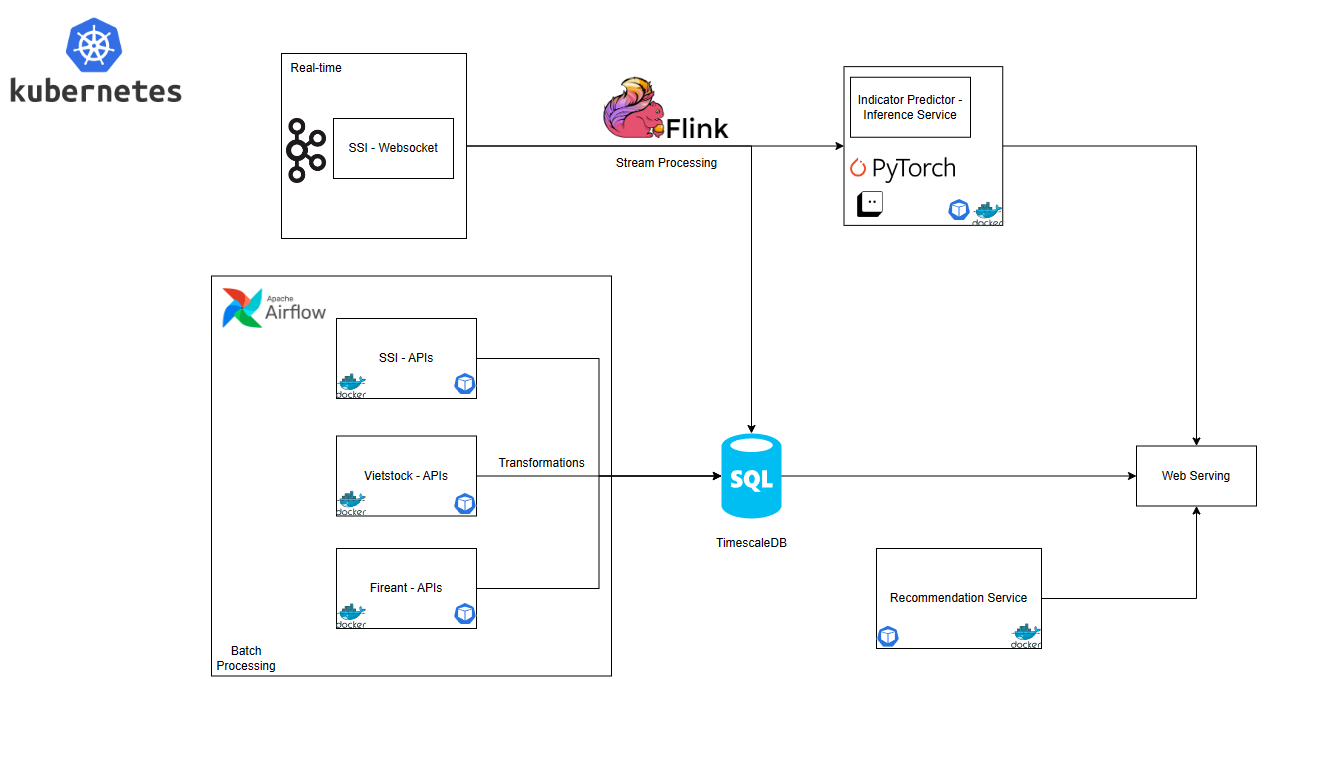 kubernetes
Real-time
SSI - Websocket
Flink
Stream Processing
Indicator Predictor -
Inference Service
PyTorch
docker
Apache
Airflow
SSI - APIs
docker
Vietstock - APIs
docker
Transformations
Fireant - APIs
docker
Batch
Processing
SQL
TimescaleDB
Web Serving
Recommendation Service
docker